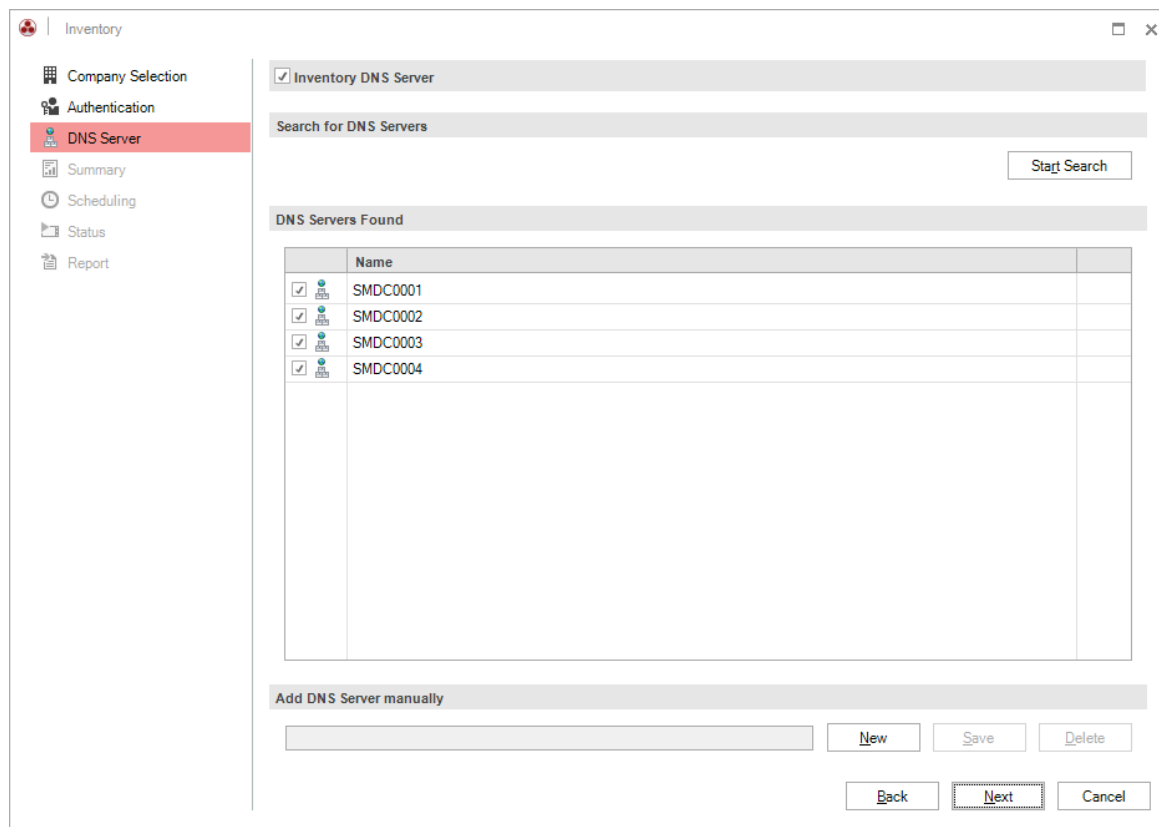 Inventory
Company Selection
Authentication
DNS Server
Summary
Scheduling
Status
Report
Inventory DNS Server
Search for DNS Servers
Start Search
DNS Servers Found
Name
SMDC0001
SMDC0002
SMDC0003
SMDC0004
Add DNS Server manually
New Save Delete
Back Next Cancel